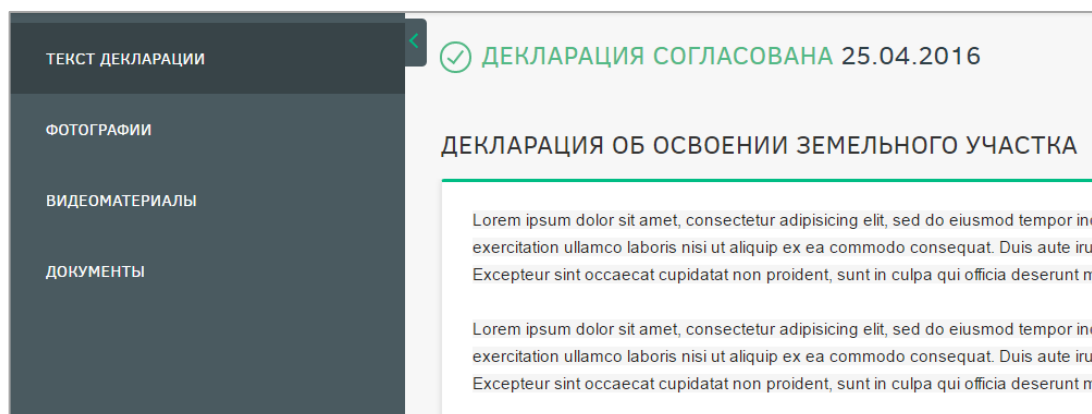 ТЕКСТ ДЕКЛАРАЦИИ
ФОТОГРАФИИ
ВИДЕОМАТЕРИАЛЫ
ДОКУМЕНТЫ
ДЕКЛАРАЦИЯ СОГЛАСОВАНА 25.04.2016
ДЕКЛАРАЦИЯ ОБ ОСВОЕНИИ ЗЕМЕЛЬНОГО УЧАСТКА
Lorem ipsum dolor sit amet, consectetur adipisicing elit, sed do eiusmod tempor
exercitation ullamco laboris nisi ut aliquip ex ea commodo consequat. Duis aute
Excepteur sint occaecat cupidatat non proident, sunt in culpa qui officia deserunt
Lorem ipsum dolor sit amet, consectetur adipisicing elit, sed do eiusmod tempor
exercitation ullamco laboris nisi ut aliquip ex ea commodo consequat. Duis aute
Excepteur sint occaecat cupidatat non proident, sunt in culpa qui officia deserunt